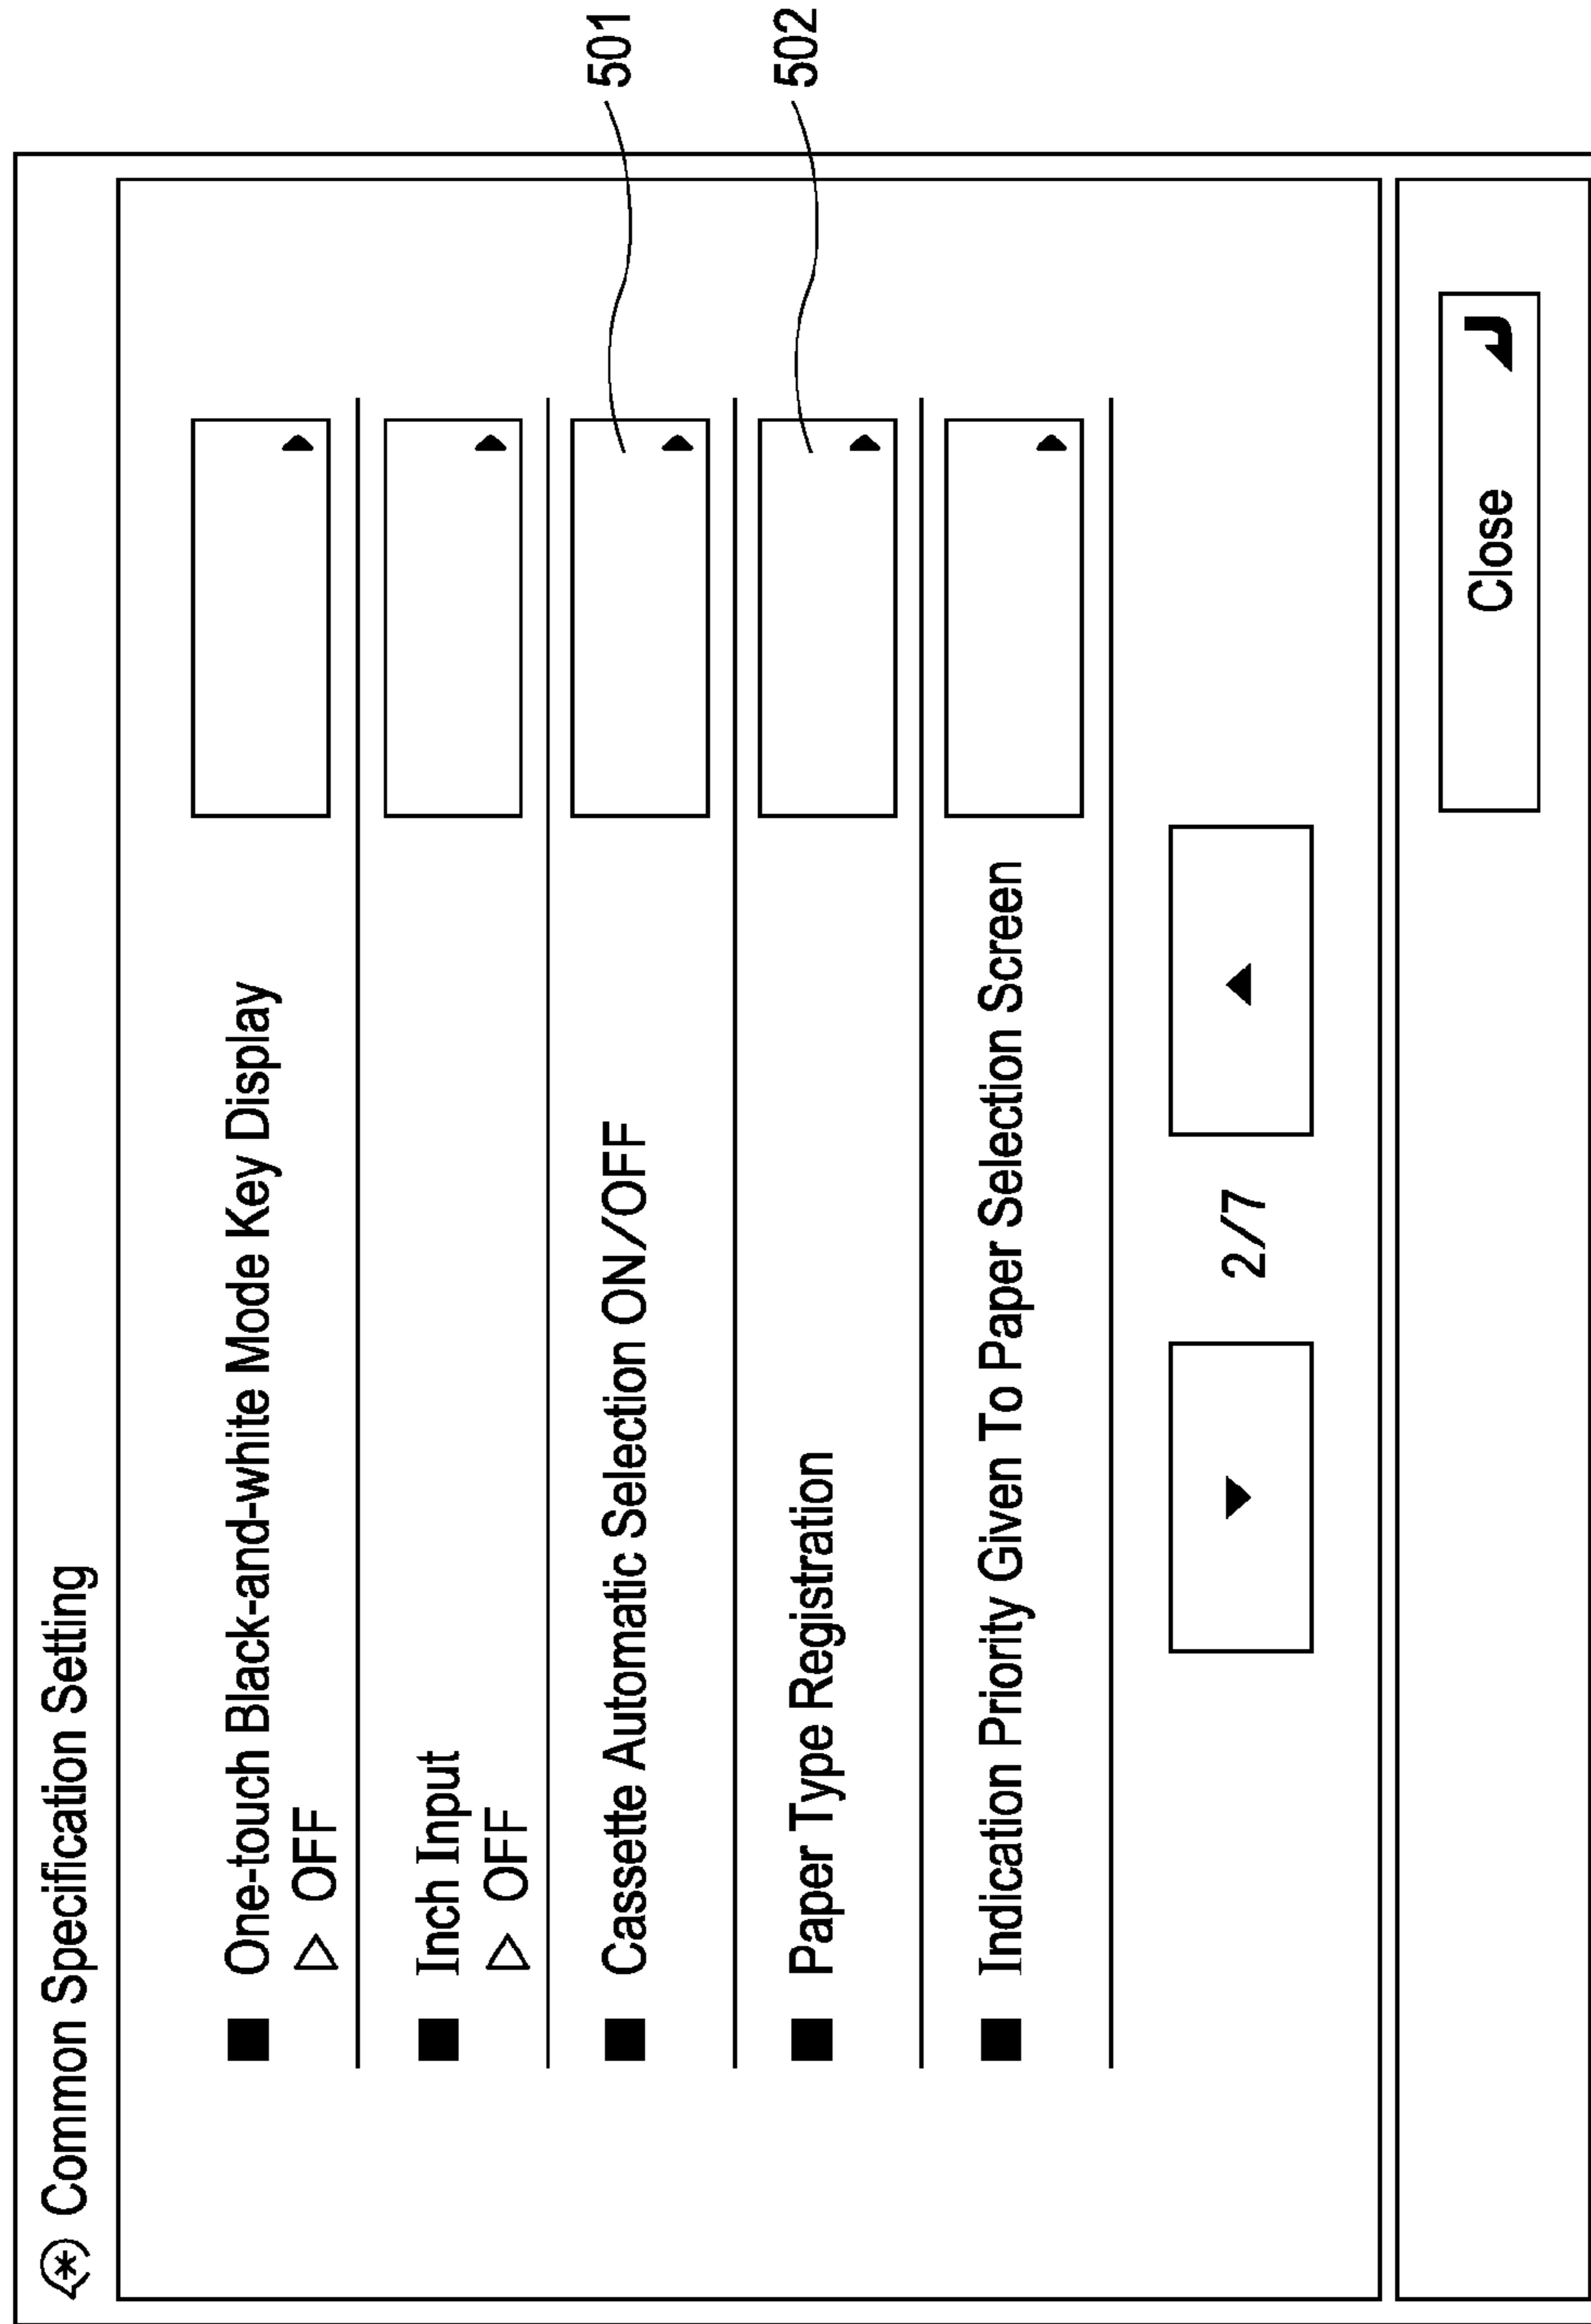 Common Specification Setting
One-touch Black-and-white Mode Key Display
▷ OFF
Inch Input
▷ OFF
Cassette Automatic Selection ON/OFF
501
Paper Type Registration
502
Indication Priority Given To Paper Selection Screen
2/7
Close